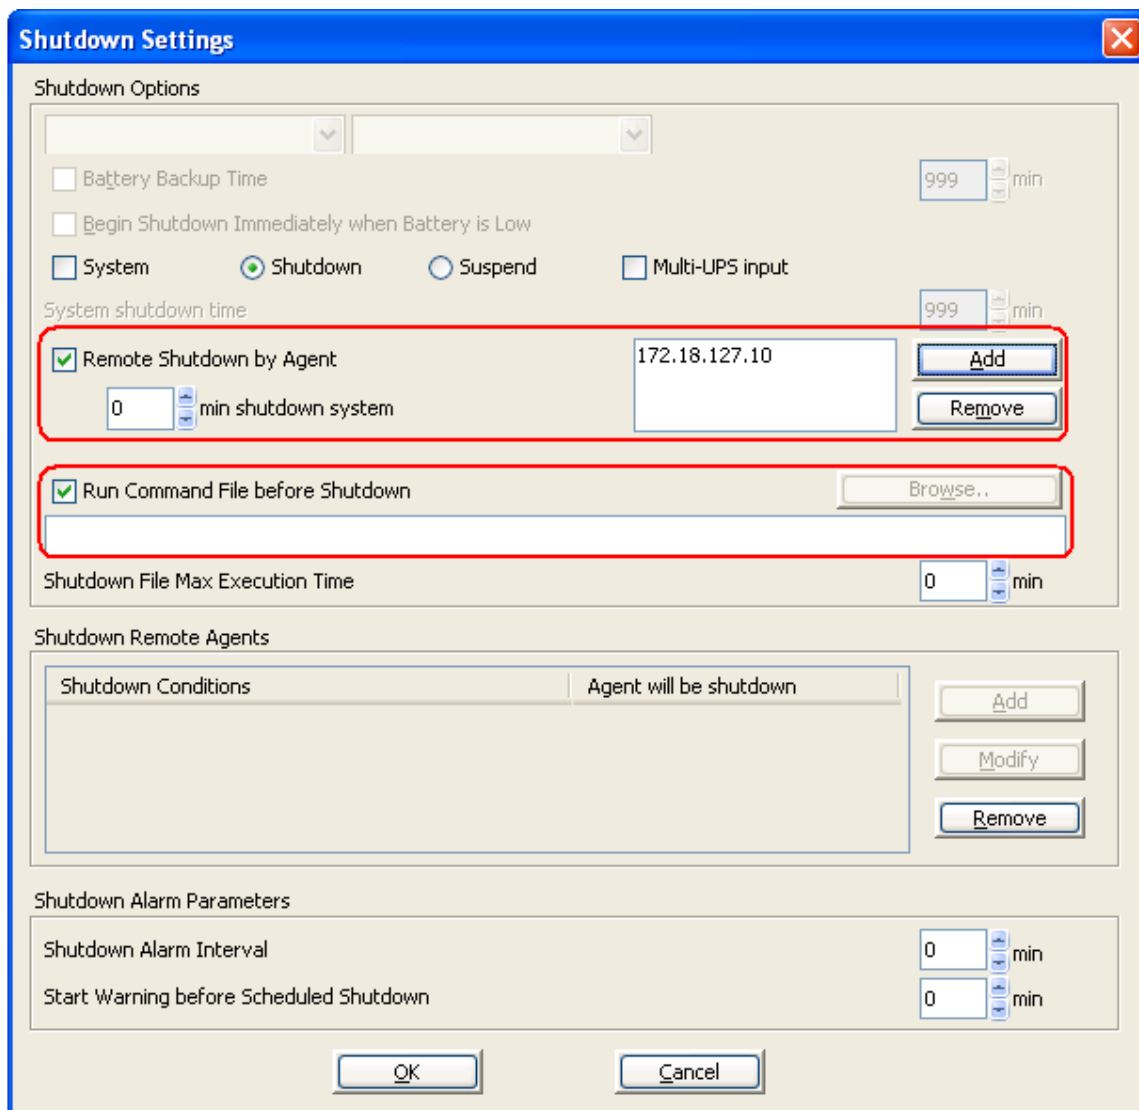 Shutdown Settings
Shutdown Options
Battery Backup Time 999 min
Begin Shutdown Immediately when Battery is Low
System Shutdown Suspend Multi-UPS input
System shutdown time 999 min
Remote Shutdown by Agent 172.18.127.10 Add
0 min shutdown system Remove
Run Command File before Shutdown Browse..
Shutdown File Max Execution Time 0 min
Shutdown Remote Agents
Shutdown Conditions Agent will be shutdown
Add
Modify
Remove
Shutdown Alarm Parameters
Shutdown Alarm Interval 0 min
Start Warning before Scheduled Shutdown 0 min
OK Cancel